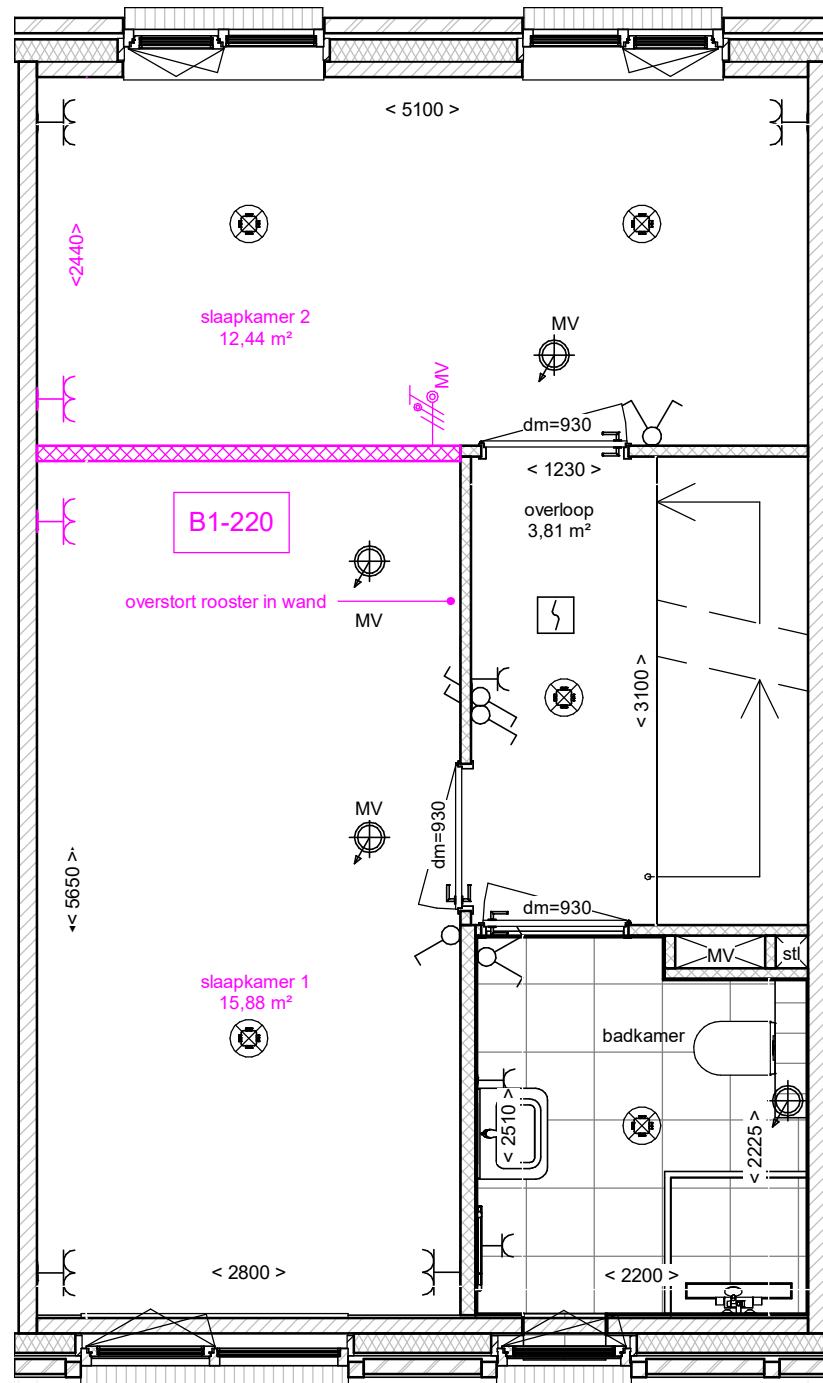 < 5100 >
<2440>
slaapkamer 2
12,44 m²
MV
MV
dm=930
< 1230 >
B1-220
overloop
3,81 m²
overstort rooster in wand
MV
< 3100 >
MV
dm=930
< 5650 >
dm=930
MV
stl
slaapkamer 1
15,88 m²
badkamer
< 2510 >
< 2225 >
< 2800 >
< 2200 >